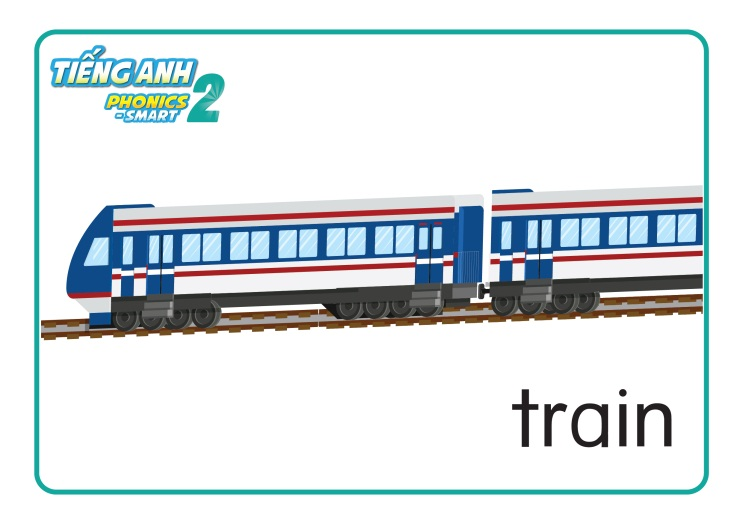 TIẾNG ANH
PHONICS 2
-SMART
train